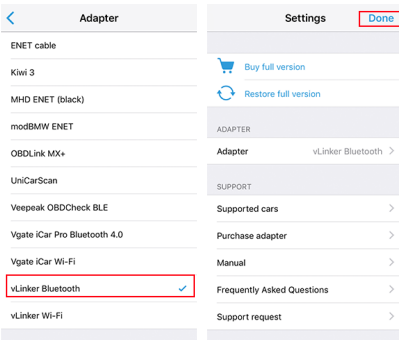 Adapter
ENET cable
Kiwi 3
MHD ENET (black)
modBMW ENET
OBDLink MX+
UniCarScan
Veepeak OBDCheck BLE
Vgate iCar Pro Bluetooth 4.0
Vgate iCar Wi-Fi
vLinker Bluetooth
vLinker Wi-Fi
Settings
Done
Buy full version
Restore full version
ADAPTER
Adapter
vLinker Bluetooth
SUPPORT
Supported cars
Purchase adapter
Manual
Frequently Asked Questions
Support request